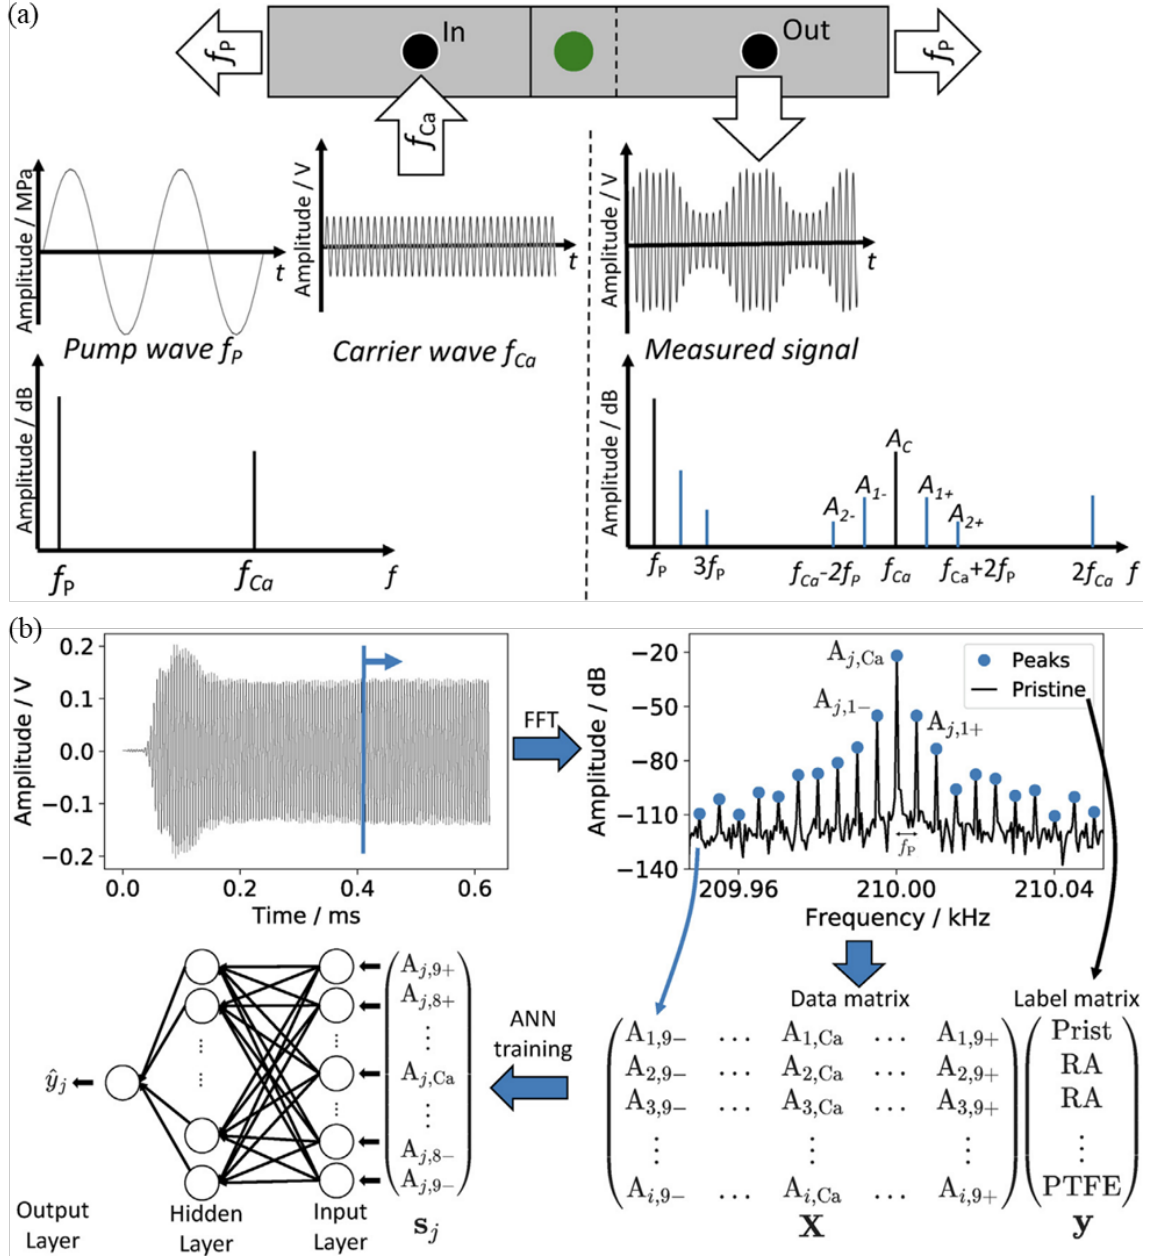 (a)
f_P
In
Out
f_P
f_Ca
Amplitude / MPa
t
Amplitude / V
t
Amplitude / V
t
Pump wave f_P
Carrier wave f_Ca
Measured signal
Amplitude / dB
f_P
f_Ca
f
Amplitude / dB
A_2-
A_1-
A_C
A_1+
A_2+
f_P
3f_P
f_Ca-2f_P
f_Ca
f_Ca+2f_P
2f_Ca
f
(b)
Amplitude / V
0.2
0.1
0.0
−0.1
−0.2
0.0
0.2
0.4
0.6
Time / ms
FFT
Amplitude / dB
−20
−50
−80
−110
−140
A_j,Ca
A_j,1−
A_j,1+
Peaks
Pristine
f_P
209.96
210.00
210.04
Frequency / kHz
Data matrix
Label matrix
A_1,9− … A_1,Ca … A_1,9+
A_2,9− … A_2,Ca … A_2,9+
A_3,9− … A_3,Ca … A_3,9+
⋮ ⋮ ⋮
A_i,9− … A_i,Ca … A_i,9+
X
Prist
RA
RA
⋮
PTFE
y
ANN
training
A_j,9+
A_j,8+
⋮
A_j,Ca
⋮
A_j,8−
A_j,9−
s_j
ŷ_j
Output
Layer
Hidden
Layer
Input
Layer